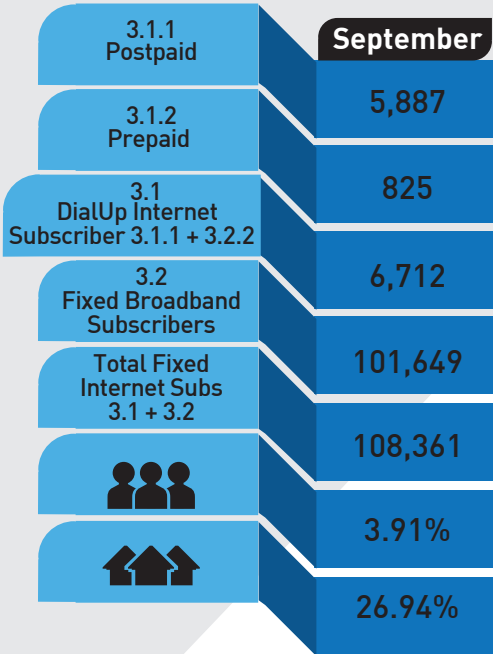 September
3.1.1
Postpaid
5,887
3.1.2
Prepaid
825
3.1
DialUp Internet
Subscriber 3.1.1 + 3.2.2
6,712
3.2
Fixed Broadband
Subscribers
101,649
Total Fixed
Internet Subs
3.1 + 3.2
108,361
3.91%
26.94%